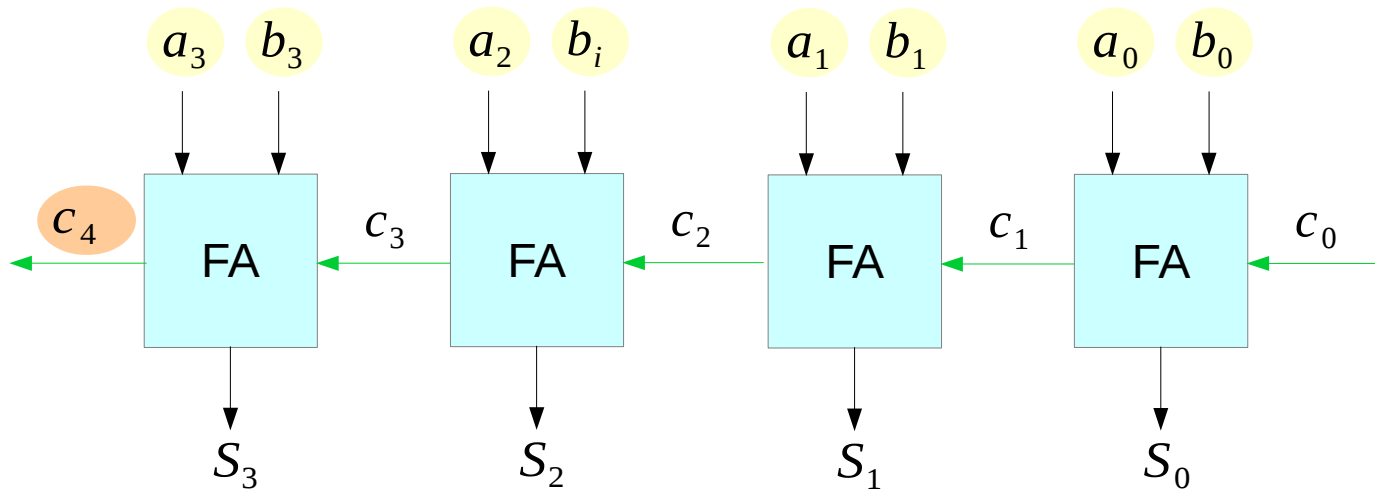 a₃ b₃ a₂ bᵢ a₁ b₁ a₀ b₀
c₄ c₃ c₂ c₁ c₀
FA FA FA FA
S₃ S₂ S₁ S₀